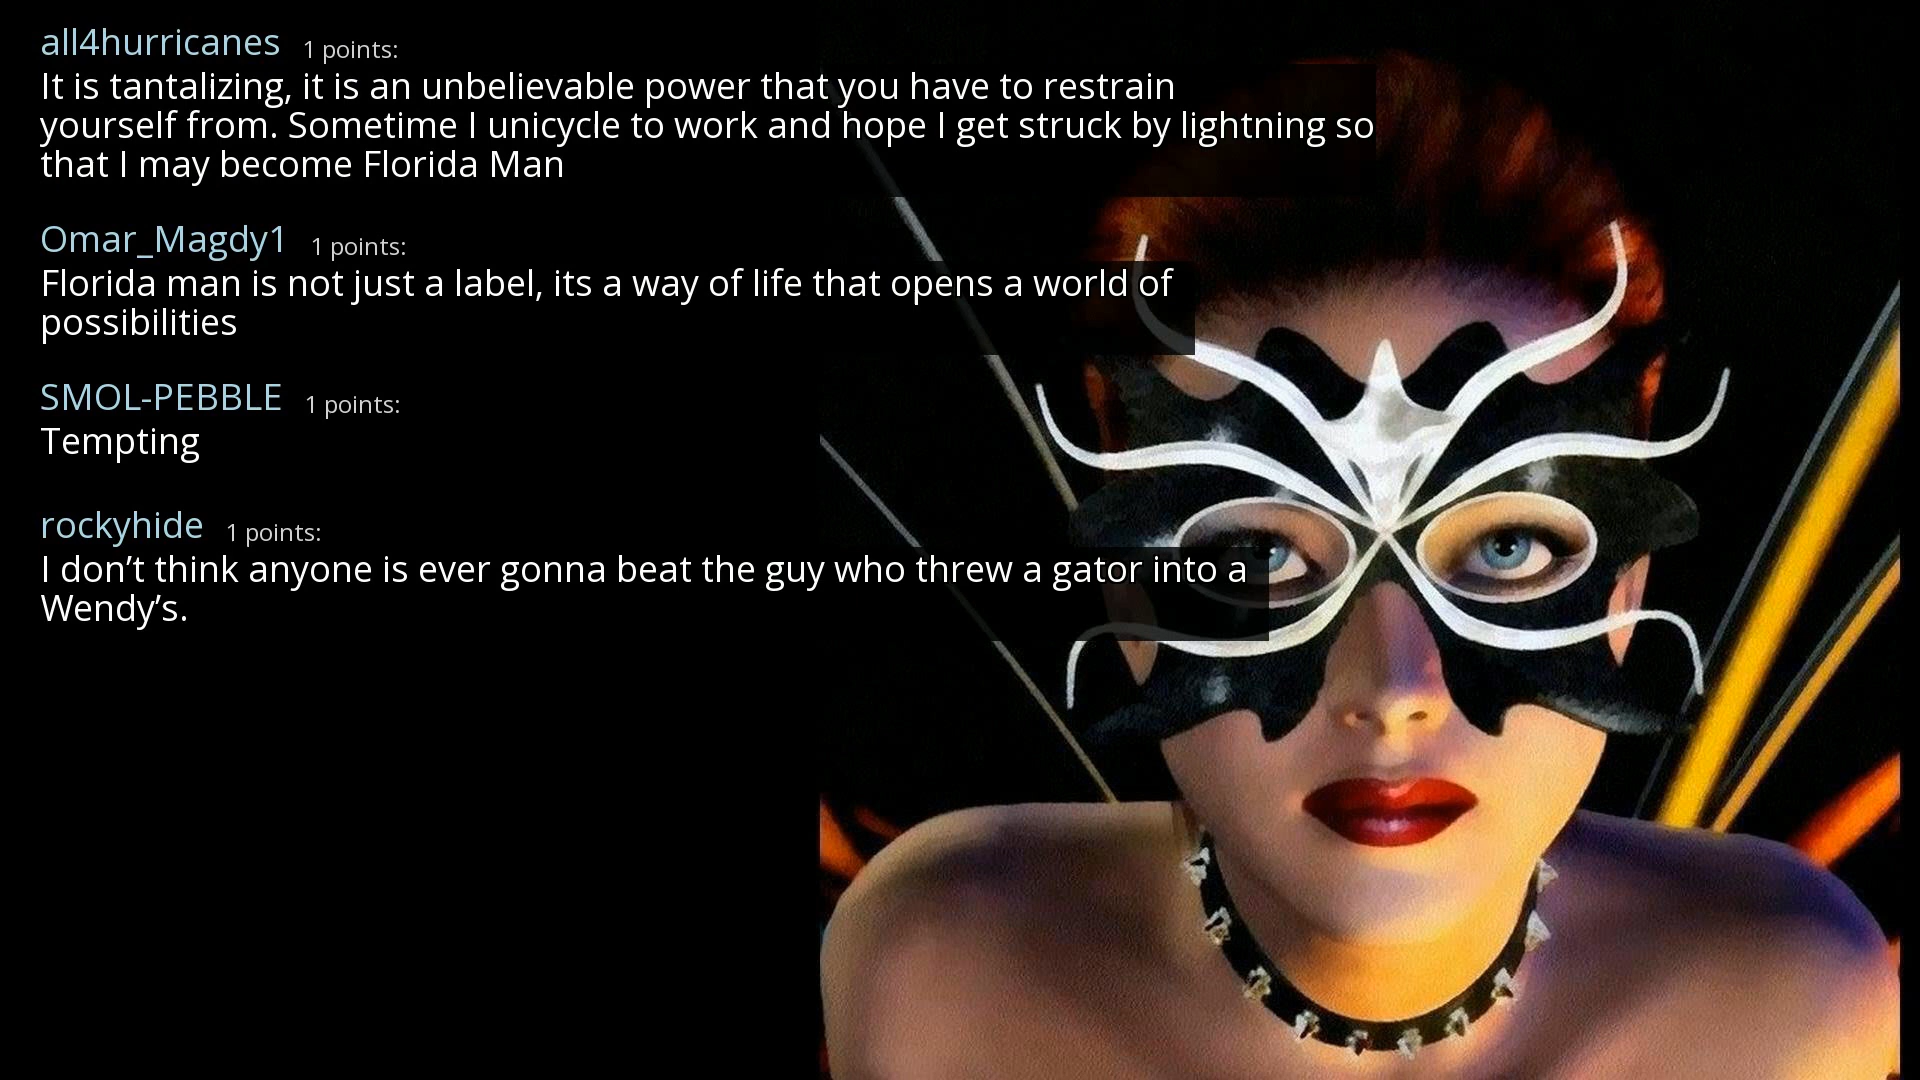 all4hurricanes 1 points:
It is tantalizing, it is an unbelievable power that you have to restrain
yourself from. Sometime I unicycle to work and hope I get struck by lightning so
that I may become Florida Man
Omar_Magdy1 1 points:
Florida man is not just a label, its a way of life that opens a world of
possibilities
SMOL-PEBBLE 1 points:
Tempting
rockyhide 1 points:
I don’t think anyone is ever gonna beat the guy who threw a gator into a
Wendy’s.